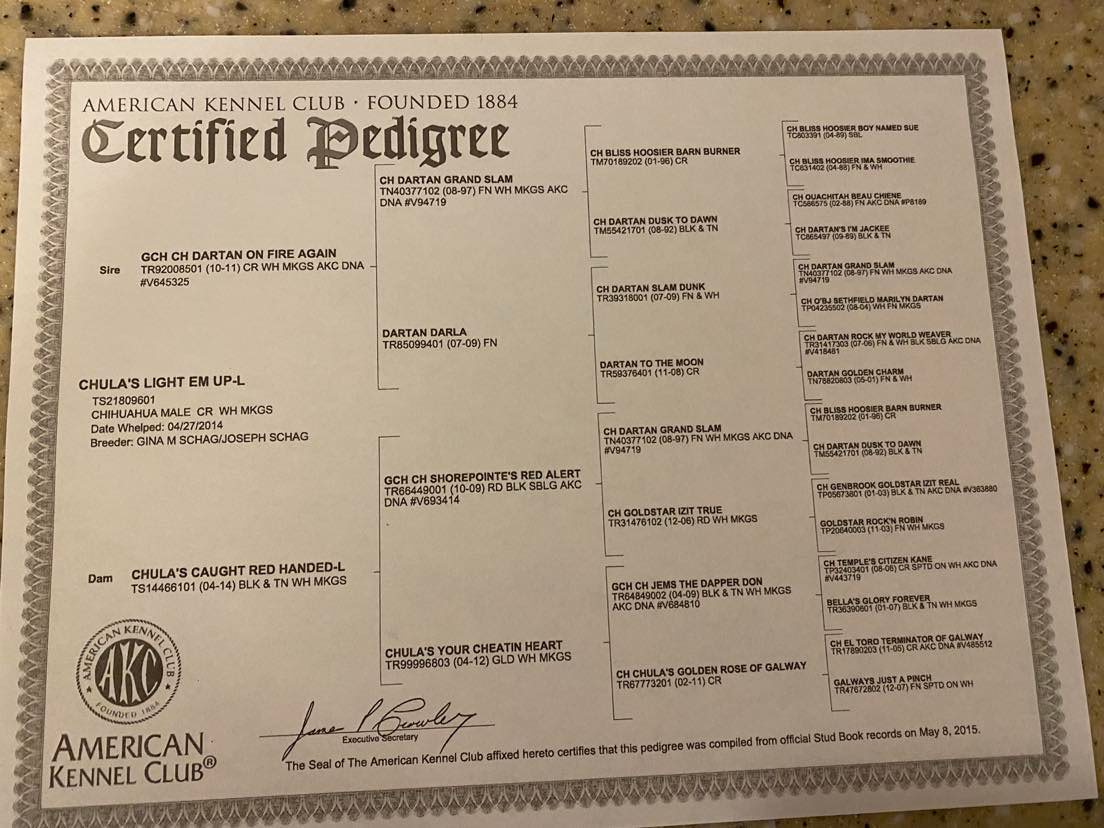 AMERICAN KENNEL CLUB · FOUNDED 1884
Certified Pedigree
CHULA'S LIGHT EM UP-L
TS21809601
CHIHUAHUA MALE CR WH MKGS
Date Whelped: 04/27/2014
Breeder: GINA M SCHAG/JOSEPH SCHAG
Sire
GCH CH DARTAN ON FIRE AGAIN
TR92008501 (10-11) CR WH MKGS AKC DNA
#V645325
Dam
CHULA'S CAUGHT RED HANDED-L
TS14466101 (04-14) BLK & TN WH MKGS
CH DARTAN GRAND SLAM
TN40377102 (08-97) FN WH MKGS AKC
DNA #V94719
DARTAN DARLA
TR85099401 (07-09) FN
GCH CH SHOREPOINTE'S RED ALERT
TR66449001 (10-09) RD BLK SBLG AKC
DNA #V693414
CHULA'S YOUR CHEATIN HEART
TR99996803 (04-12) GLD WH MKGS
CH BLISS HOOSIER BARN BURNER
TM70189202 (01-96) CR
CH DARTAN DUSK TO DAWN
TM55421701 (08-92) BLK & TN
CH DARTAN SLAM DUNK
TR39318001 (07-09) FN & WH
DARTAN TO THE MOON
TR59376401 (11-08) CR
CH DARTAN GRAND SLAM
TN40377102 (08-97) FN WH MKGS AKC DNA
#V94719
CH GOLDSTAR IZIT TRUE
TR31476102 (12-06) RD WH MKGS
GCH CH JEMS THE DAPPER DON
TR64849002 (04-09) BLK & TN WH MKGS
AKC DNA #V684810
CH CHULA'S GOLDEN ROSE OF GALWAY
TR67773201 (02-11) CR
CH BLISS HOOSIER BOY NAMED SUE
TC803391 (04-89) SBL
CH BLISS HOOSIER IMA SMOOTHIE
TC631402 (04-88) FN & WH
CH OUACHITAH BEAU CHIENE
TC586575 (02-88) FN AKC DNA #P8189
CH DARTAN'S I'M JACKEE
TC865497 (09-89) BLK & TN
CH DARTAN GRAND SLAM
TN40377102 (08-97) FN WH MKGS AKC DNA
#V94719
CH O'BJ SETHFIELD MARILYN DARTAN
TP04235502 (08-04) WH FN MKGS
CH DARTAN ROCK MY WORLD WEAVER
TR31417303 (07-06) FN & WH BLK SBLG AKC DNA
#V418481
DARTAN GOLDEN CHARM
TN78820803 (05-01) FN & WH
CH BLISS HOOSIER BARN BURNER
TM70189202 (01-96) CR
CH DARTAN DUSK TO DAWN
TM55421701 (08-92) BLK & TN
CH GENBROOK GOLDSTAR IZIT REAL
TP05673801 (01-03) BLK & TN AKC DNA #V363880
GOLDSTAR ROCK'N ROBIN
TP20840003 (11-03) FN WH MKGS
CH TEMPLE'S CITIZEN KANE
TP32403401 (08-06) CR SPTD ON WH AKC DNA
#V443719
BELLA'S GLORY FOREVER
TR36390601 (01-07) BLK & TN WH MKGS
CH EL TORO TERMINATOR OF GALWAY
TR17890203 (11-05) CR AKC DNA #V485512
GALWAYS JUST A PINCH
TR47672802 (12-07) FN SPTD ON WH
AMERICAN KENNEL CLUB
AKC
FOUNDED 1884
AMERICAN
KENNEL CLUB®
James P Crowley
Executive Secretary
The Seal of The American Kennel Club affixed hereto certifies that this pedigree was compiled from official Stud Book records on May 8, 2015.